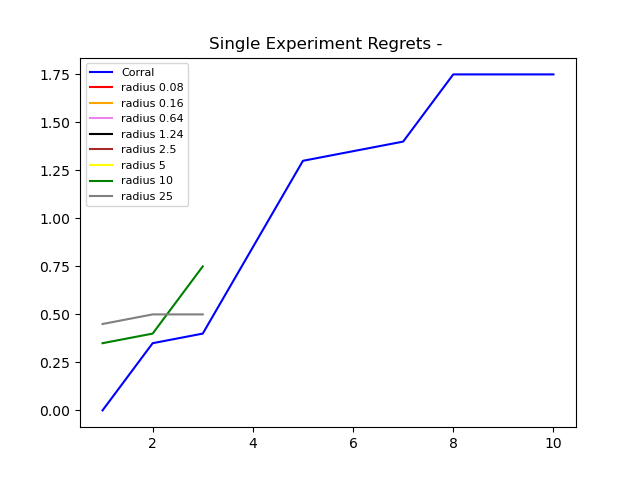 Single Experiment Regrets -
Corral
radius 0.08
radius 0.16
radius 0.64
radius 1.24
radius 2.5
radius 5
radius 10
radius 25
1.75
1.50
1.25
1.00
0.75
0.50
0.25
0.00
2 4 6 8 10